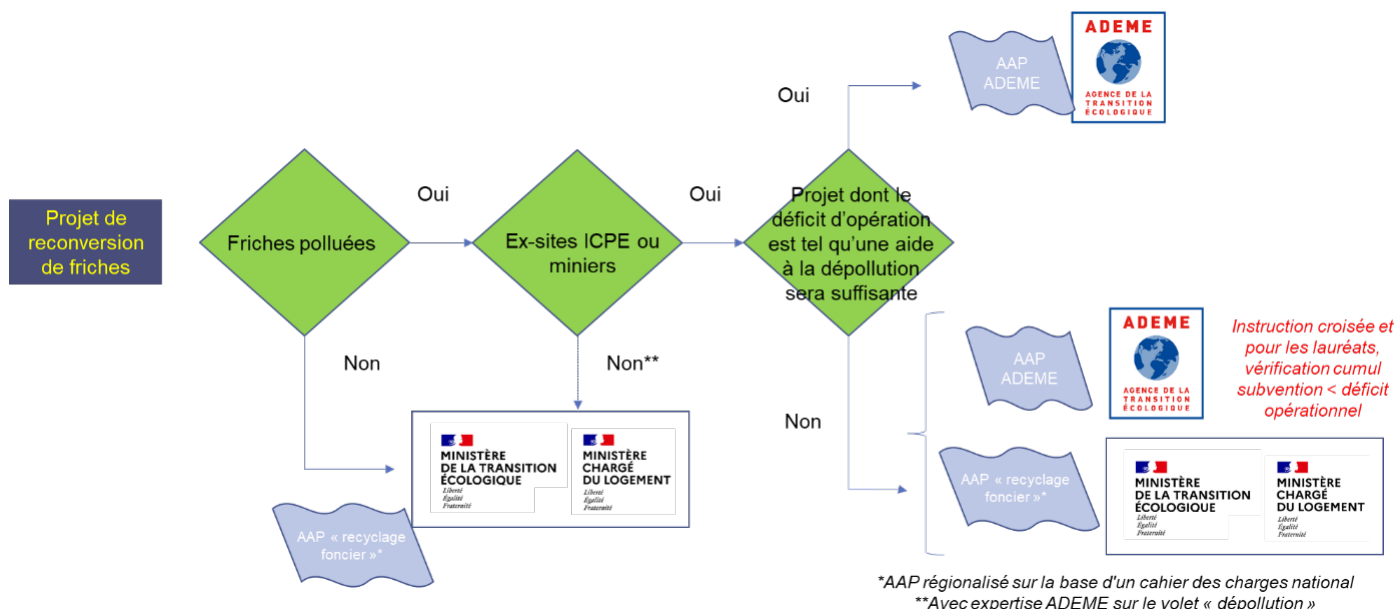 ADEME
AGENCE DE LA
TRANSITION
ÉCOLOGIQUE
AAP
ADEME
Oui
Projet de
reconversion
de friches
Friches polluées
Oui
Ex-sites ICPE ou
miniers
Oui
Projet dont le
déficit d'opération
est tel qu'une aide
à la dépollution
sera suffisante
Non
Non**
MINISTÈRE
DE LA TRANSITION
ÉCOLOGIQUE
Liberté
Égalité
Fraternité
MINISTÈRE
CHARGÉ
DU LOGEMENT
Liberté
Égalité
Fraternité
AAP « recyclage
foncier »*
Non
AAP
ADEME
ADEME
AGENCE DE LA
TRANSITION
ÉCOLOGIQUE
Instruction croisée et
pour les lauréats,
vérification cumul
subvention < déficit
opérationnel
AAP « recyclage
foncier »*
MINISTÈRE
DE LA TRANSITION
ÉCOLOGIQUE
Liberté
Égalité
Fraternité
MINISTÈRE
CHARGÉ
DU LOGEMENT
Liberté
Égalité
Fraternité
*AAP régionalisé sur la base d'un cahier des charges national
**Avec expertise ADEME sur le volet « dépollution »